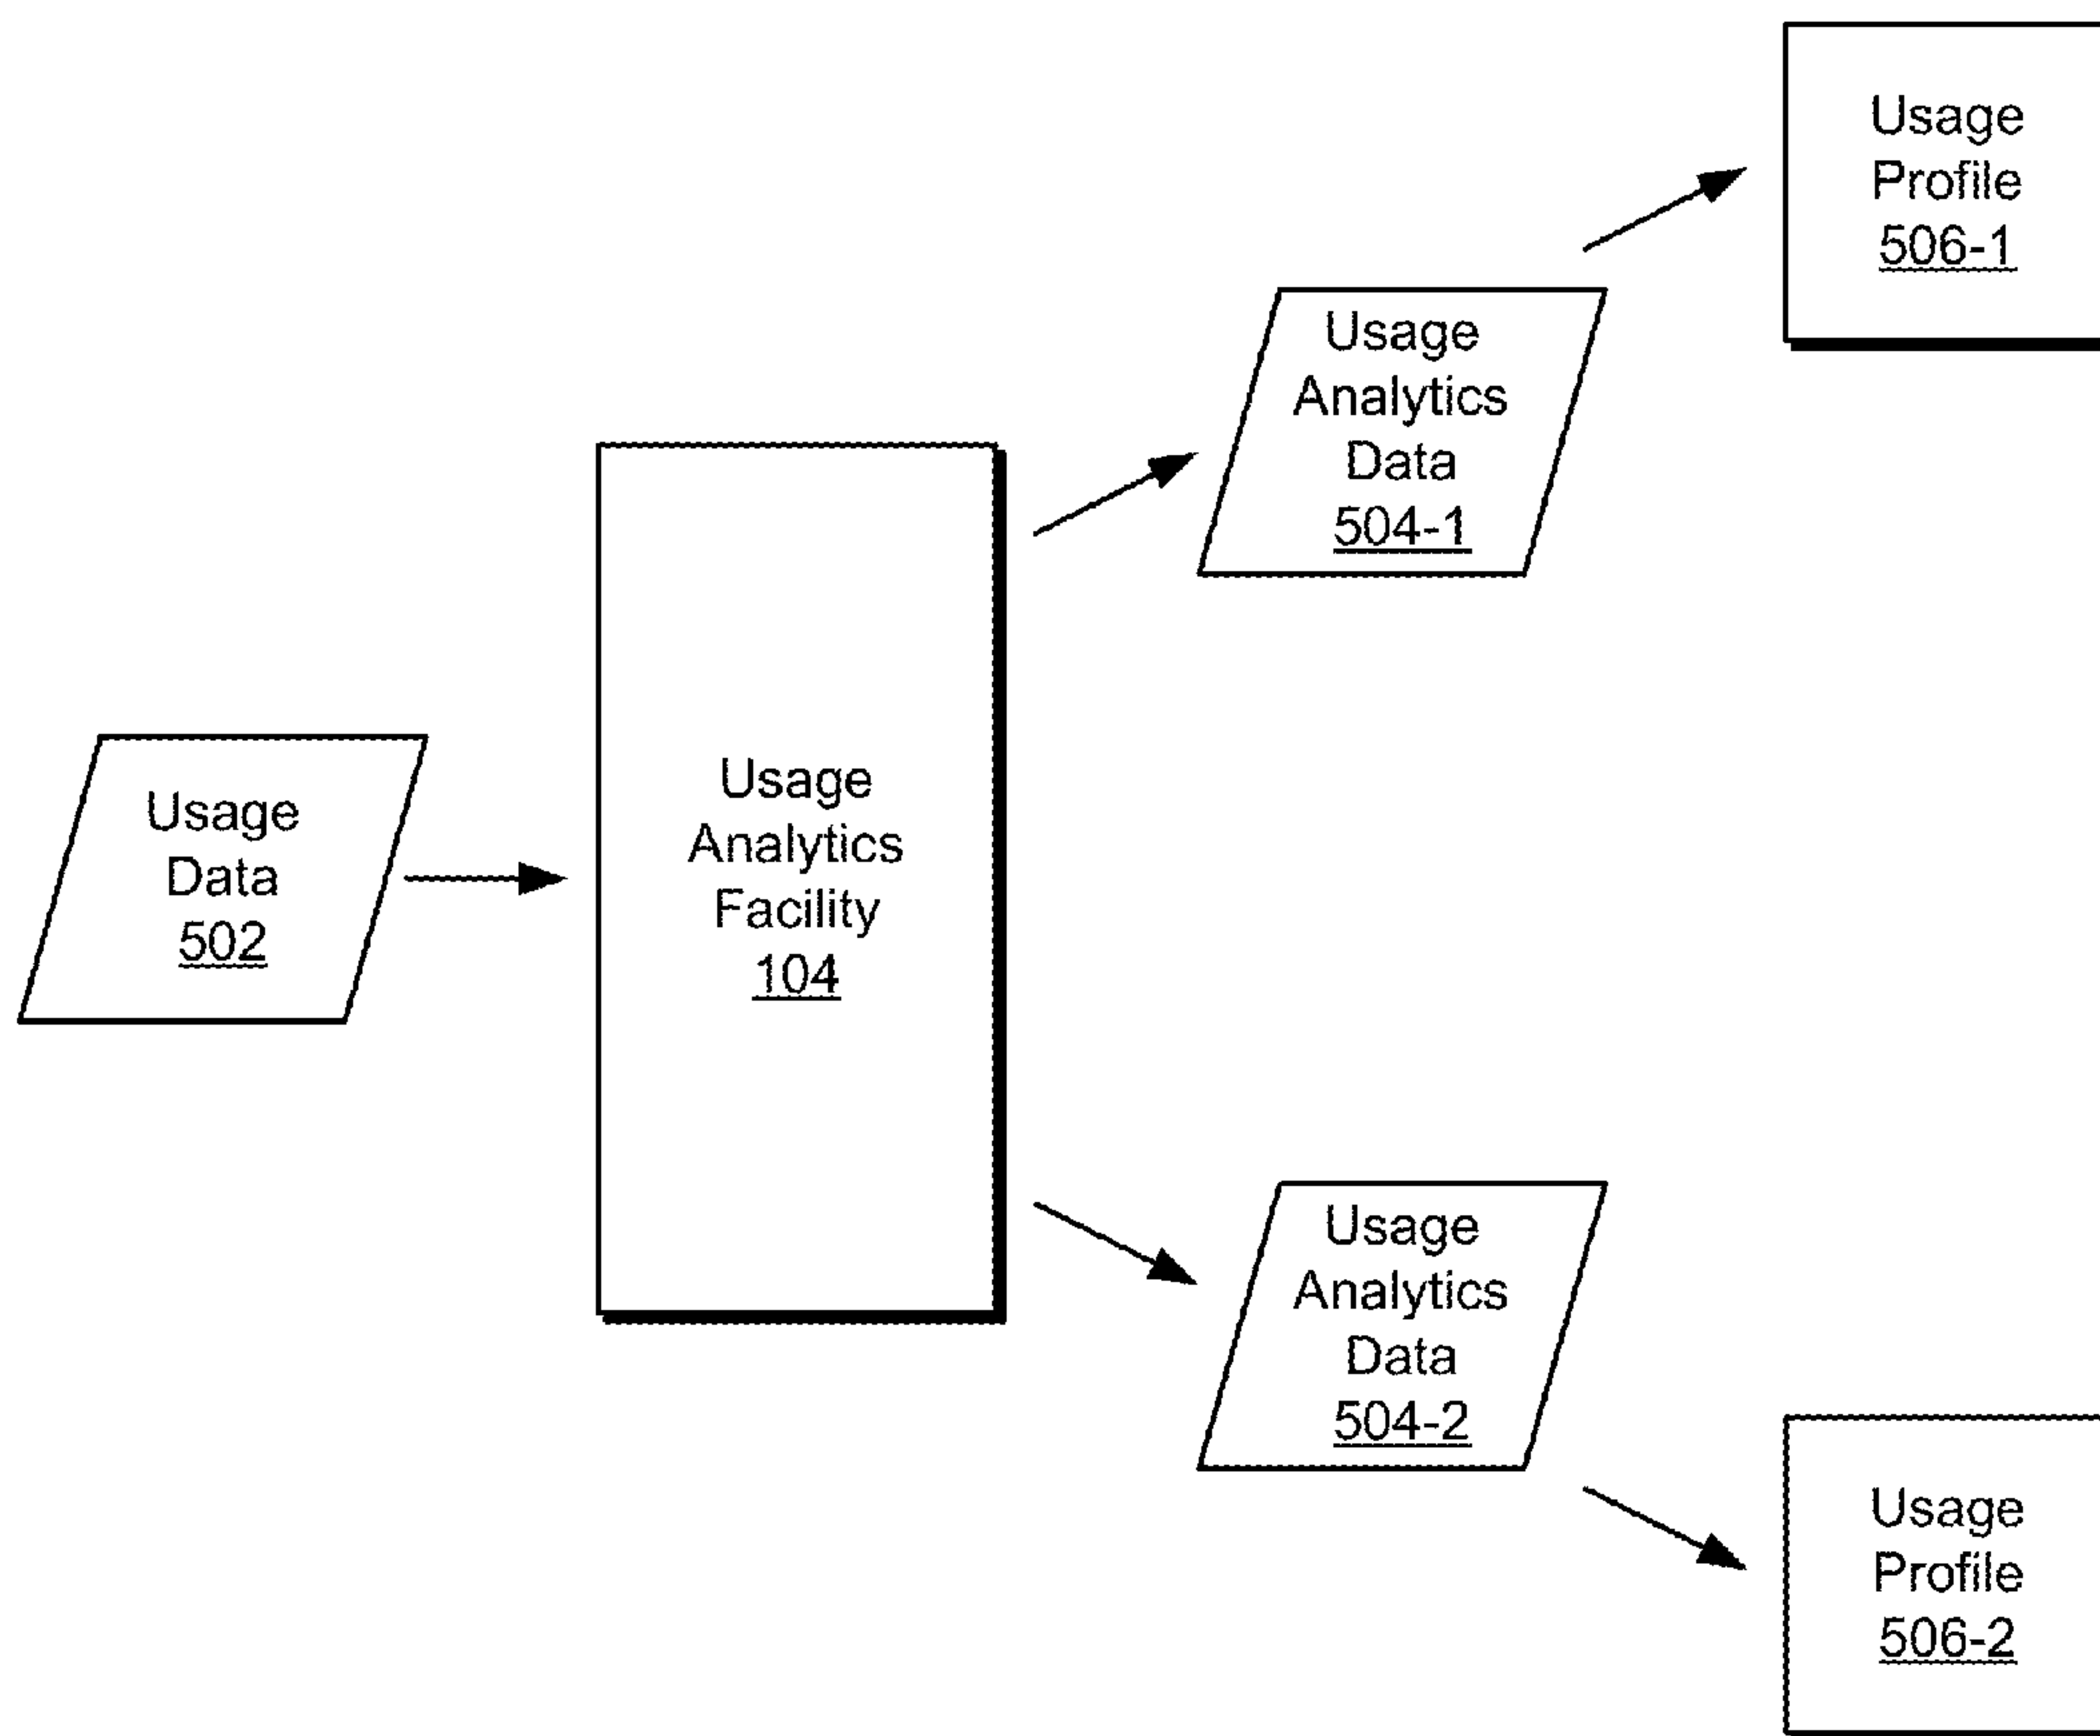 Usage
Profile
506-1
Usage
Analytics
Data
504-1
Usage
Data
502
Usage
Analytics
Facility
104
Usage
Analytics
Data
504-2
Usage
Profile
506-2